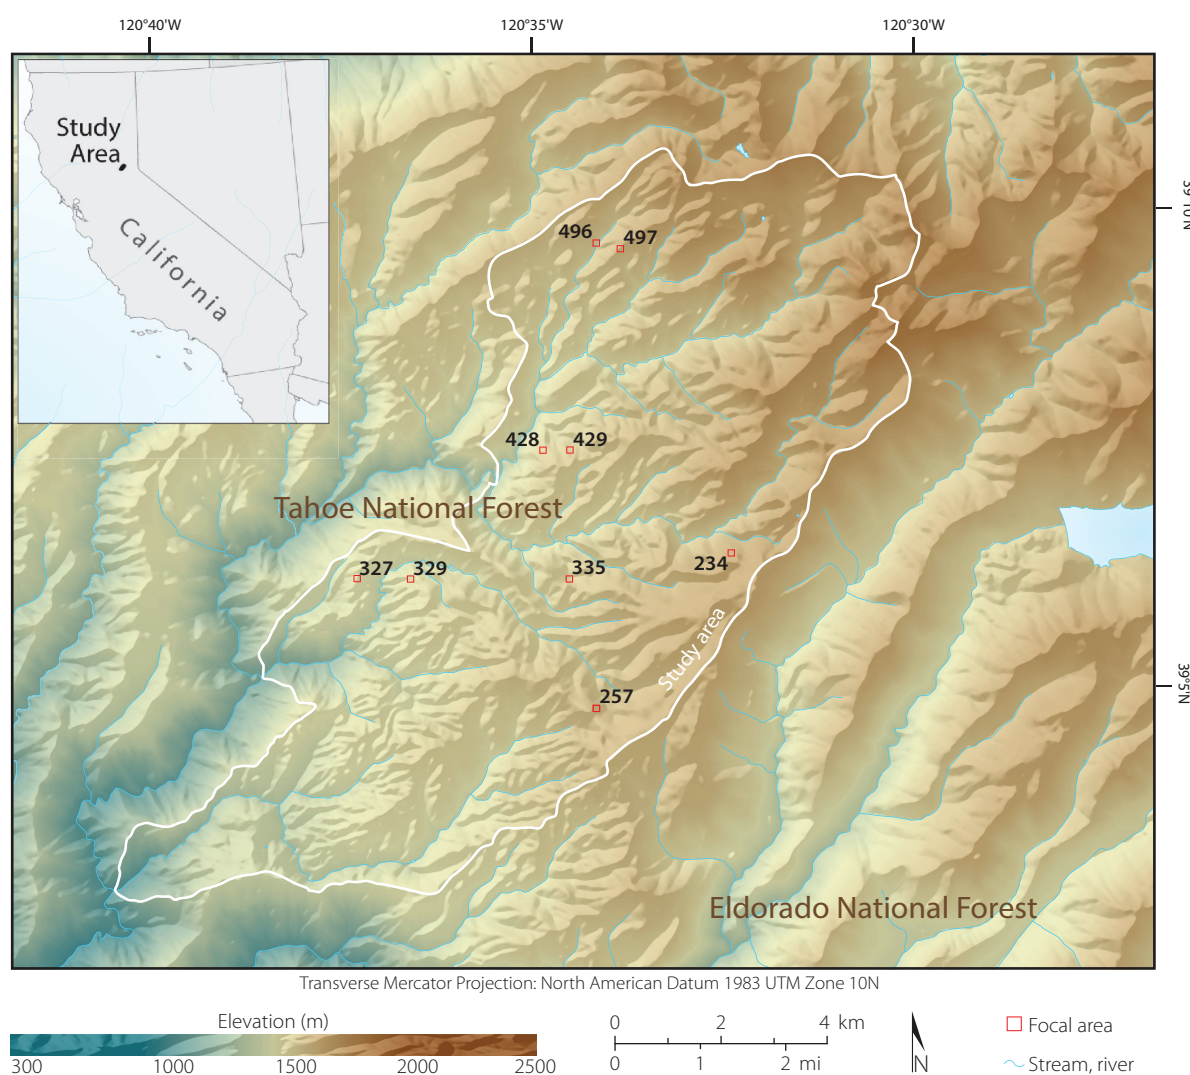 120°40'W 120°35'W 120°30'W
Study
Area
California
39°10'N
496 497
428 429
Tahoe National Forest
327 329 335 234
Study area
39°5'N
257
Eldorado National Forest
Transverse Mercator Projection: North American Datum 1983 UTM Zone 10N
Elevation (m)
300 1000 1500 2000 2500
0 2 4 km
0 1 2 mi
N
Focal area
Stream, river